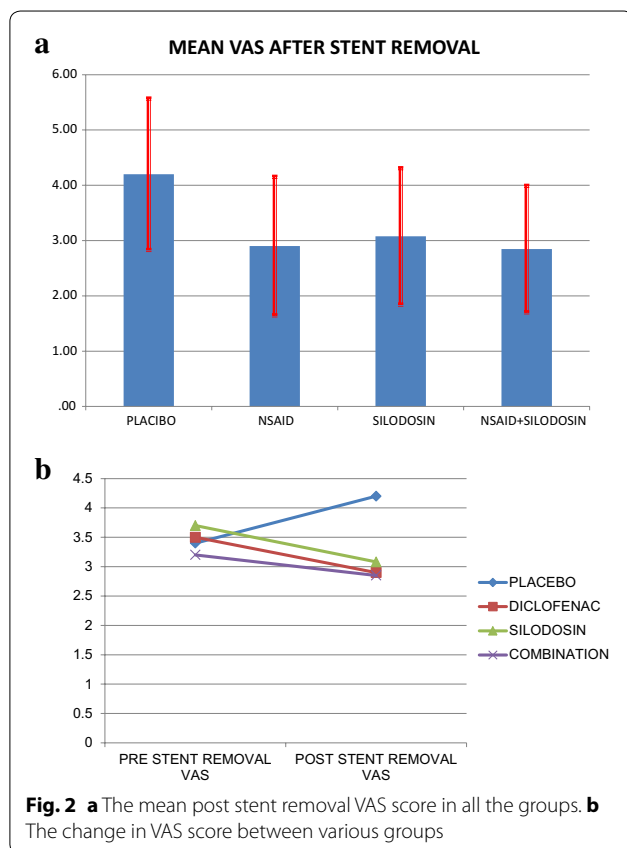 a
MEAN VAS AFTER STENT REMOVAL
6.00
5.00
4.00
3.00
2.00
1.00
.00
PLACIBO NSAID SILODOSIN NSAID+SILODOSIN
b
4.5
4
3.5
3
2.5
2
1.5
1
0.5
0
PLACEBO
DICLOFENAC
SILODOSIN
COMBINATION
PRE STENT REMOVAL
VAS
POST STENT REMOVAL
VAS
Fig. 2 a The mean post stent removal VAS score in all the groups. b
The change in VAS score between various groups